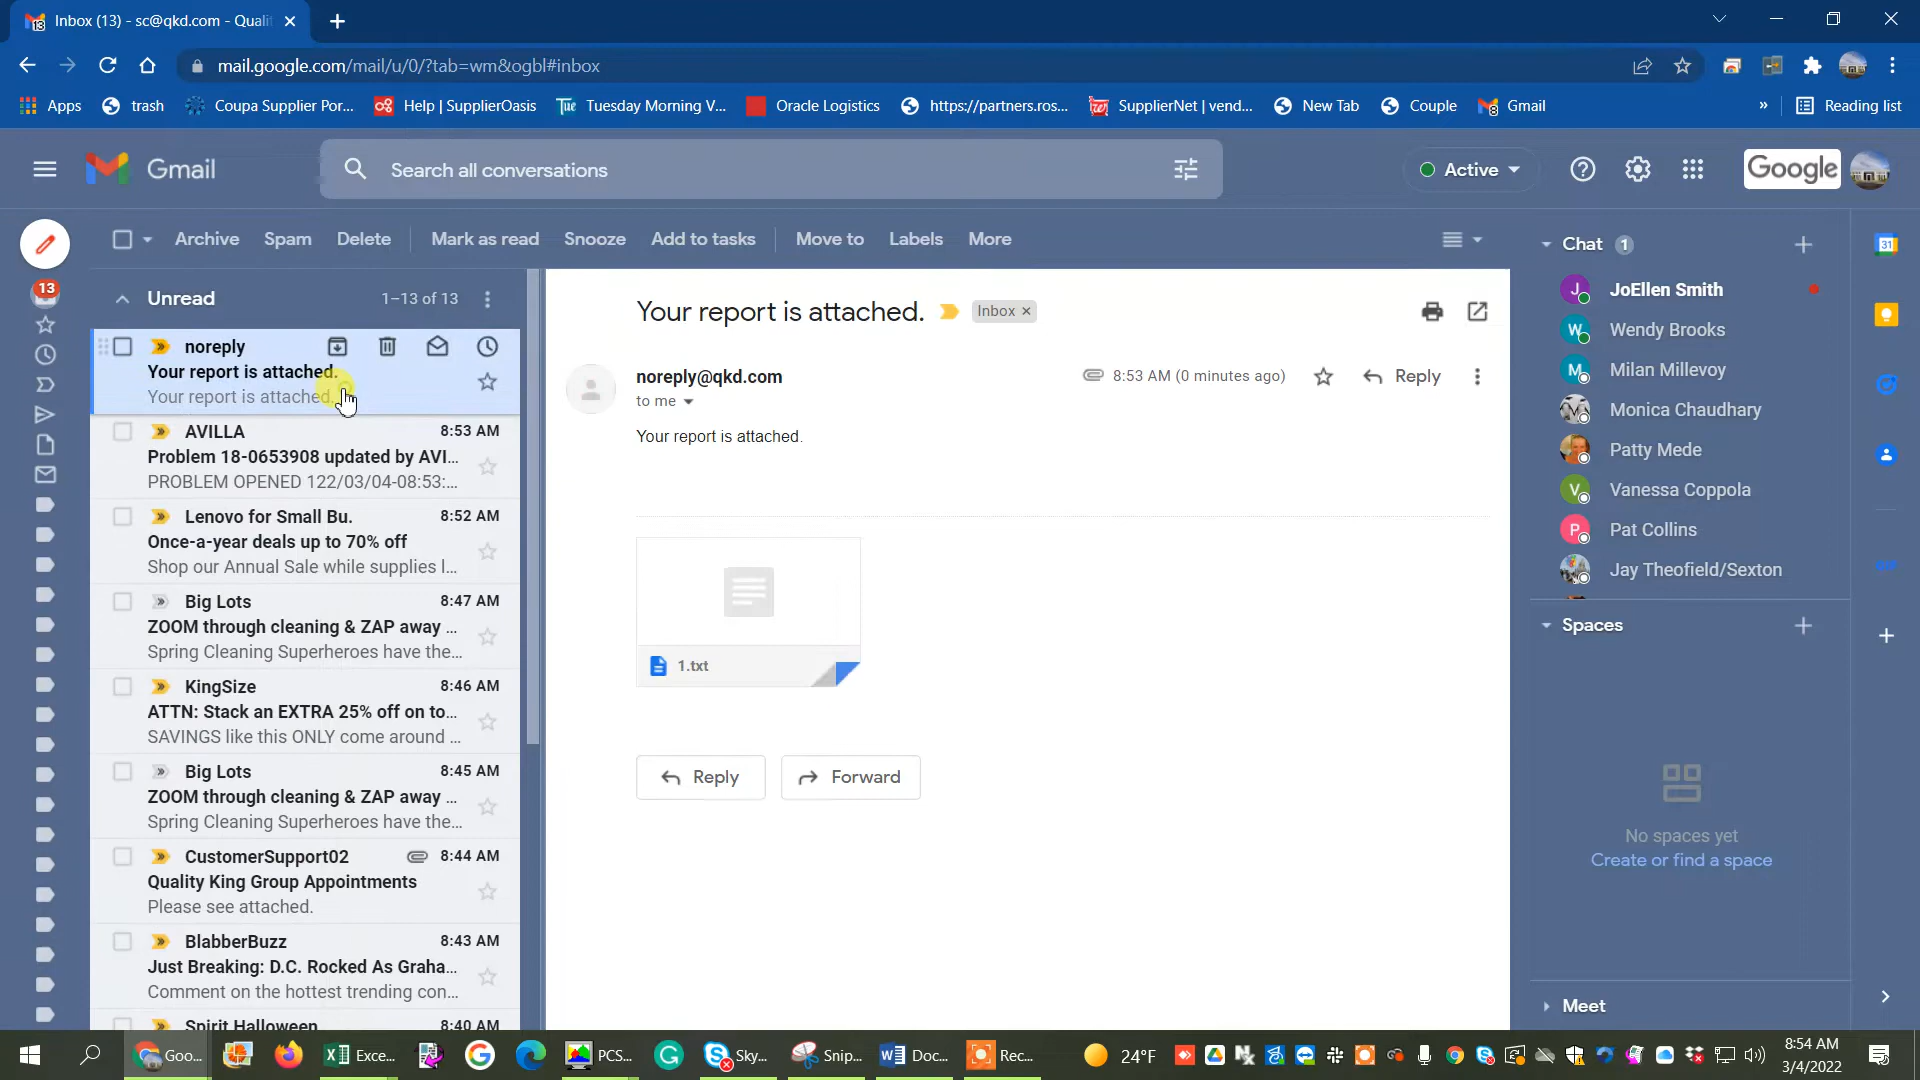 Inbox (13) - sc@qkd.com - Quali
mail.google.com/mail/u/0/?tab=wm&ogbl#inbox
Apps trash Coupa Supplier Por... Help | SupplierOasis Tuesday Morning V... Oracle Logistics https://partners.ros... SupplierNet | vend... New Tab Couple Gmail » Reading list
Gmail
Search all conversations
Active
Google
Archive Spam Delete Mark as read Snooze Add to tasks Move to Labels More
13
Unread 1–13 of 13
noreply
Your report is attached.
Your report is attached.
AVILLA 8:53 AM
Problem 18-0653908 updated by AVI...
PROBLEM OPENED 122/03/04-08:53:...
Lenovo for Small Bu. 8:52 AM
Once-a-year deals up to 70% off
Shop our Annual Sale while supplies l...
Big Lots 8:47 AM
ZOOM through cleaning & ZAP away ...
Spring Cleaning Superheroes have the...
KingSize 8:46 AM
ATTN: Stack an EXTRA 25% off on to...
SAVINGS like this ONLY come around ...
Big Lots 8:45 AM
ZOOM through cleaning & ZAP away ...
Spring Cleaning Superheroes have the...
CustomerSupport02 8:44 AM
Quality King Group Appointments
Please see attached.
BlabberBuzz 8:43 AM
Just Breaking: D.C. Rocked As Graha...
Comment on the hottest trending con...
Spirit Halloween 8:40 AM
Your report is attached. Inbox ×
noreply@qkd.com 8:53 AM (0 minutes ago) Reply
to me
Your report is attached.
1.txt
Reply Forward
Chat 1
J JoEllen Smith
W Wendy Brooks
M Milan Millevoy
Monica Chaudhary
Patty Mede
V Vanessa Coppola
P Pat Collins
Jay Theofield/Sexton
Spaces
No spaces yet
Create or find a space
Meet
31
Goo... Exce... PCS... Sky... Snip... Doc... Rec... 24°F
8:54 AM
3/4/2022